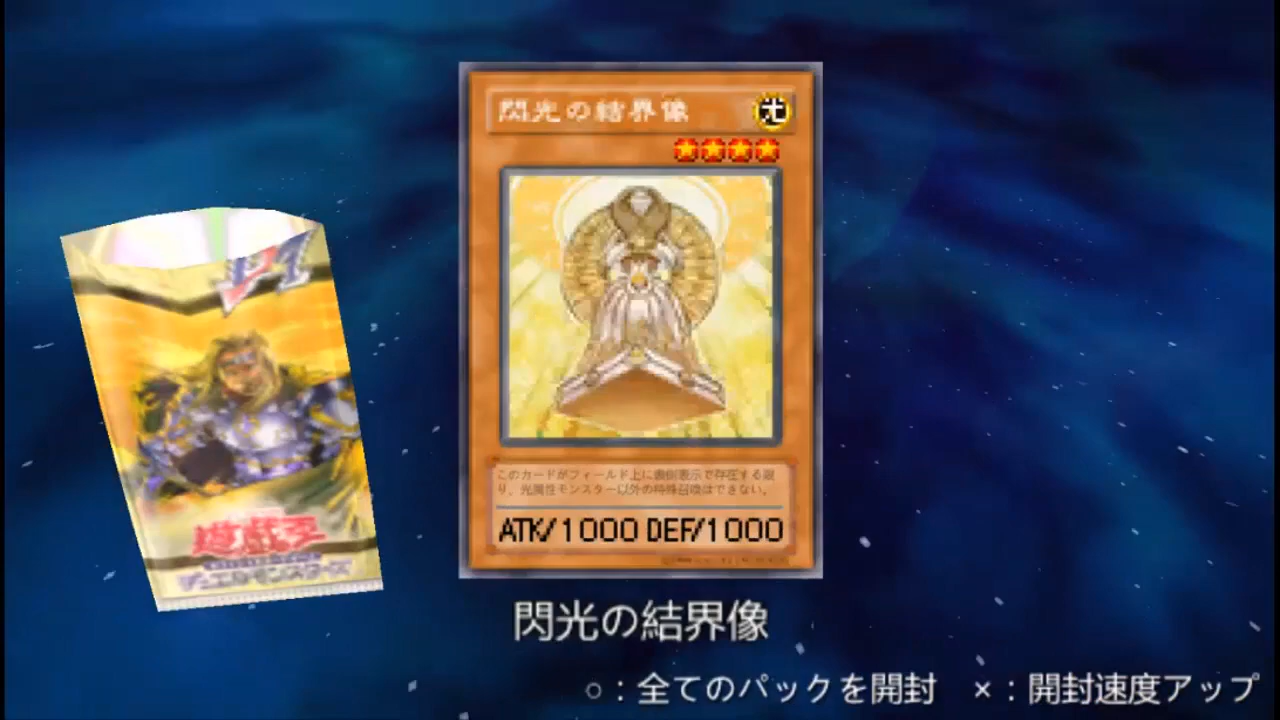 閃光の結界像
光
このカードがフィールド上に表側表示で存在する限
り、光属性モンスター以外の特殊召喚はできない。
ATK/1000 DEF/1000
遊戯王
デュエルモンスターズ
閃光の結界像
○：全てのパックを開封 ×：開封速度アップ